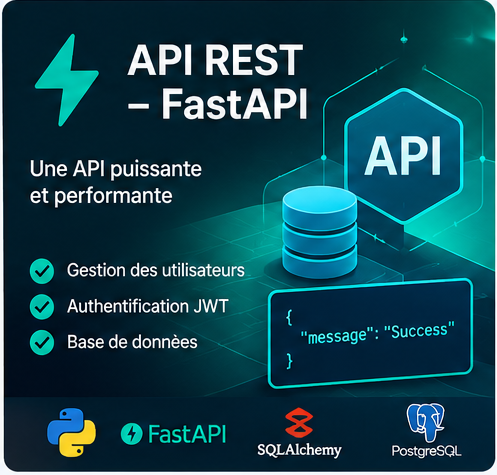 API REST
– FastAPI
Une API puissante
et performante
API
Gestion des utilisateurs
Authentification JWT
Base de donnèes
{
"message": "Success"
}
FastAPI
SQLAlchemy
PostgreSQL